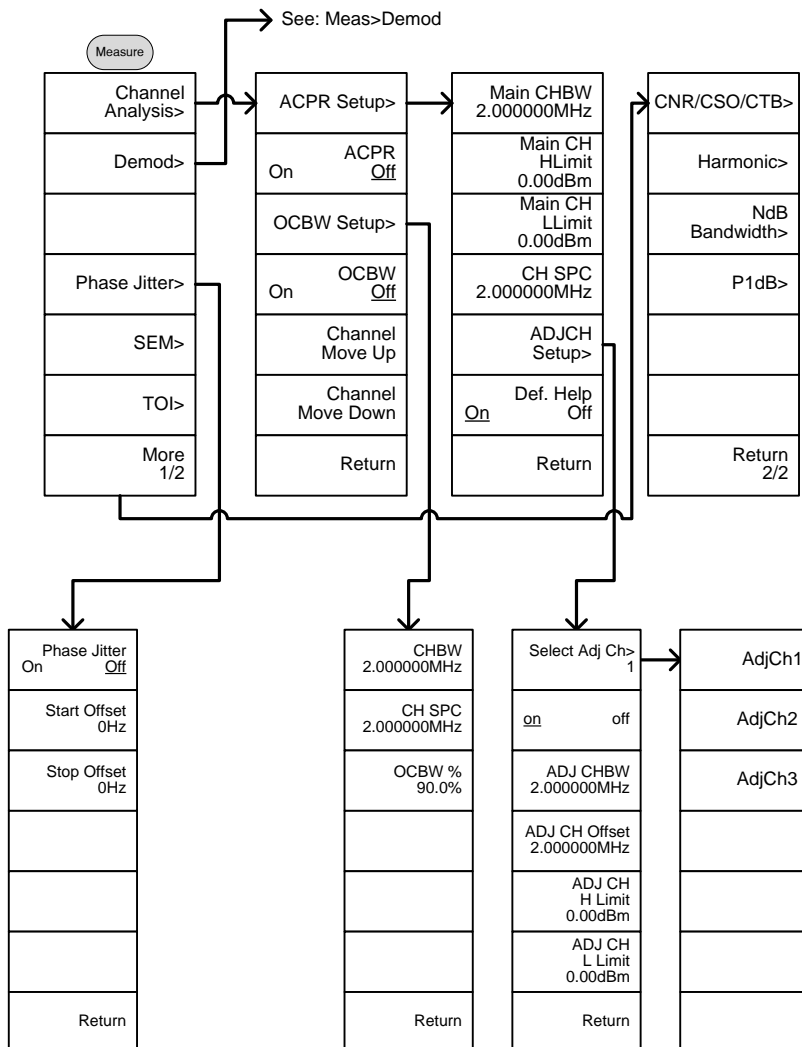 See: Meas>Demod
Measure
Channel
Analysis>
Demod>
Phase Jitter>
SEM>
TOI>
More
1/2
ACPR Setup>
ACPR
On Off
OCBW Setup>
OCBW
On Off
Channel
Move Up
Channel
Move Down
Return
Main CHBW
2.000000MHz
Main CH
HLimit
0.00dBm
Main CH
LLimit
0.00dBm
CH SPC
2.000000MHz
ADJCH
Setup>
Def. Help
On Off
Return
CNR/CSO/CTB>
Harmonic>
NdB
Bandwidth>
P1dB>
Return
2/2
Phase Jitter
On Off
Start Offset
0Hz
Stop Offset
0Hz
Return
CHBW
2.000000MHz
CH SPC
2.000000MHz
OCBW %
90.0%
Return
Select Adj Ch>
1
on off
ADJ CHBW
2.000000MHz
ADJ CH Offset
2.000000MHz
ADJ CH
H Limit
0.00dBm
ADJ CH
L Limit
0.00dBm
Return
AdjCh1
AdjCh2
AdjCh3